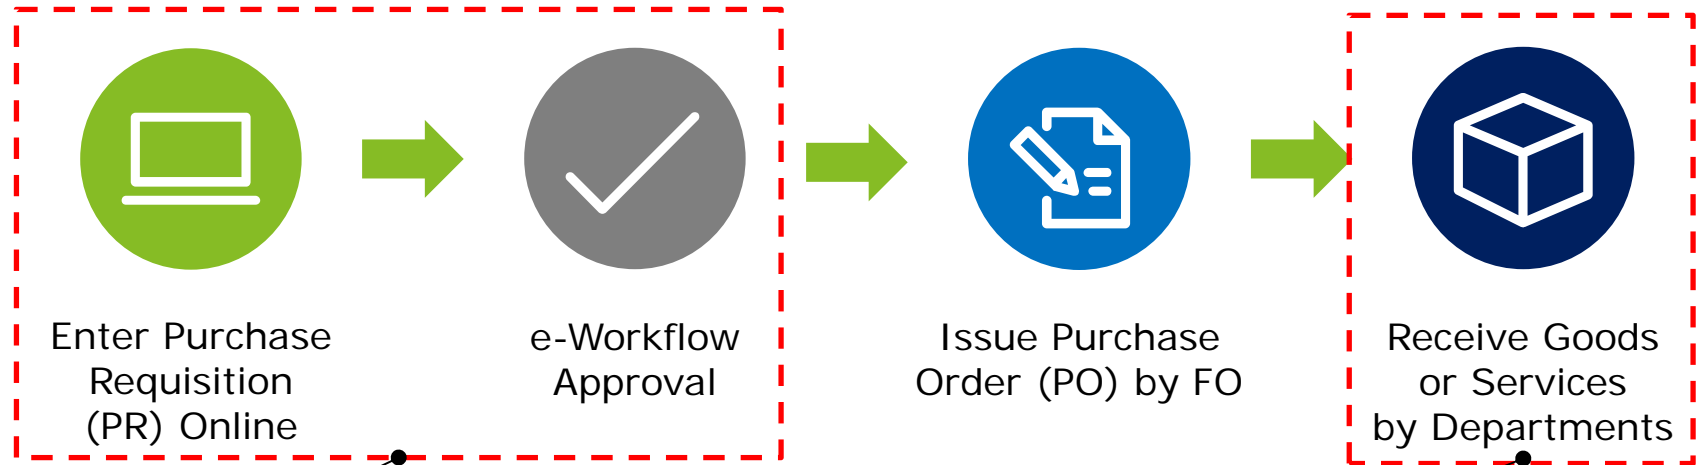 Enter Purchase
Requisition
(PR) Online
e-Workflow
Approval
Issue Purchase
Order (PO) by FO
Receive Goods
or Services
by Departments